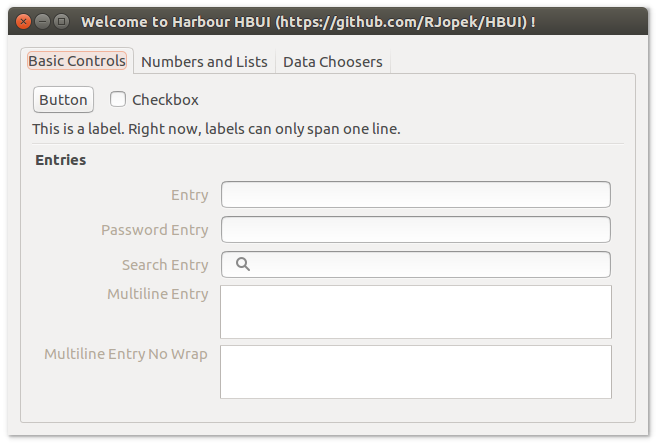 Welcome to Harbour HBUI (https://github.com/RJopek/HBUI) !
Basic Controls Numbers and Lists Data Choosers
Button Checkbox
This is a label. Right now, labels can only span one line.
Entries
Entry
Password Entry
Search Entry
Multiline Entry
Multiline Entry No Wrap